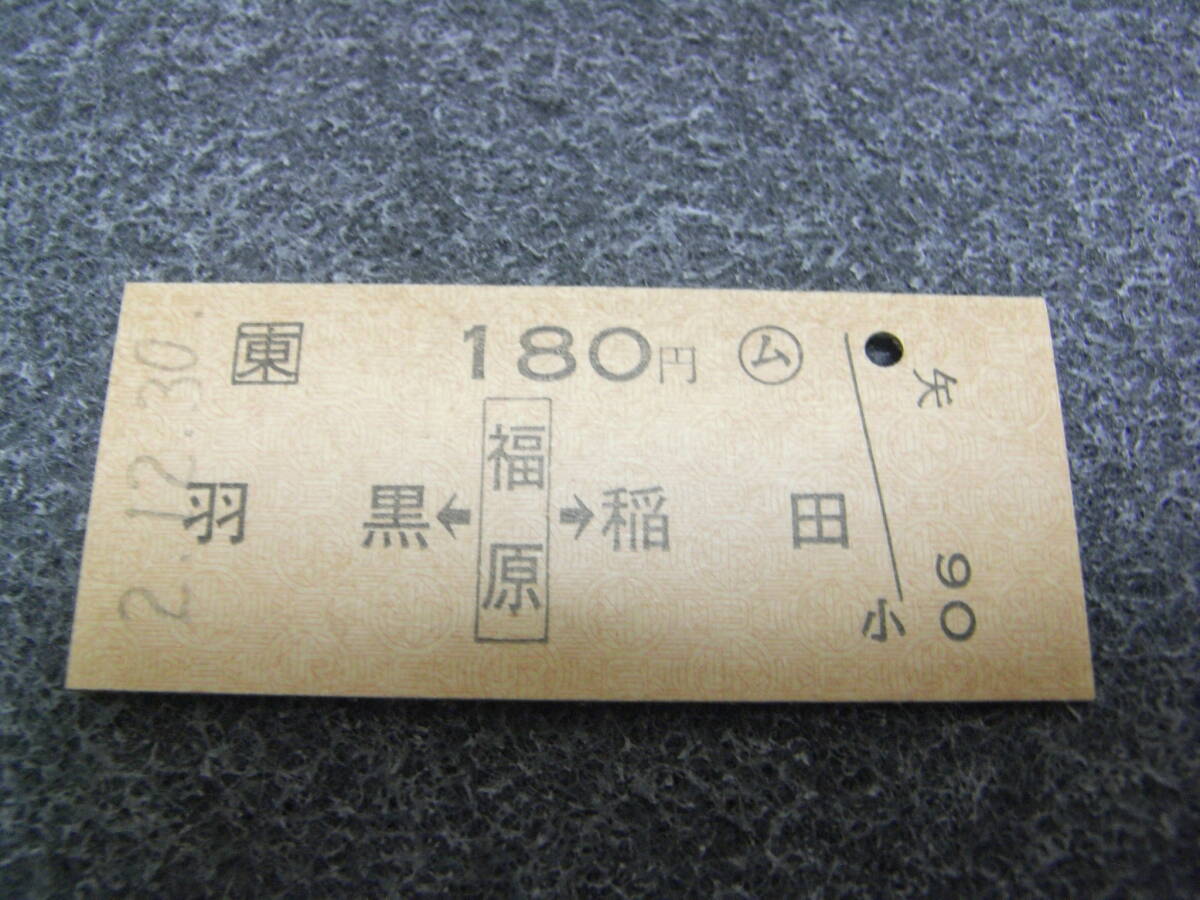 2.12.30.
東 180円 ム
羽黒←福原→稲田
矢
小 90